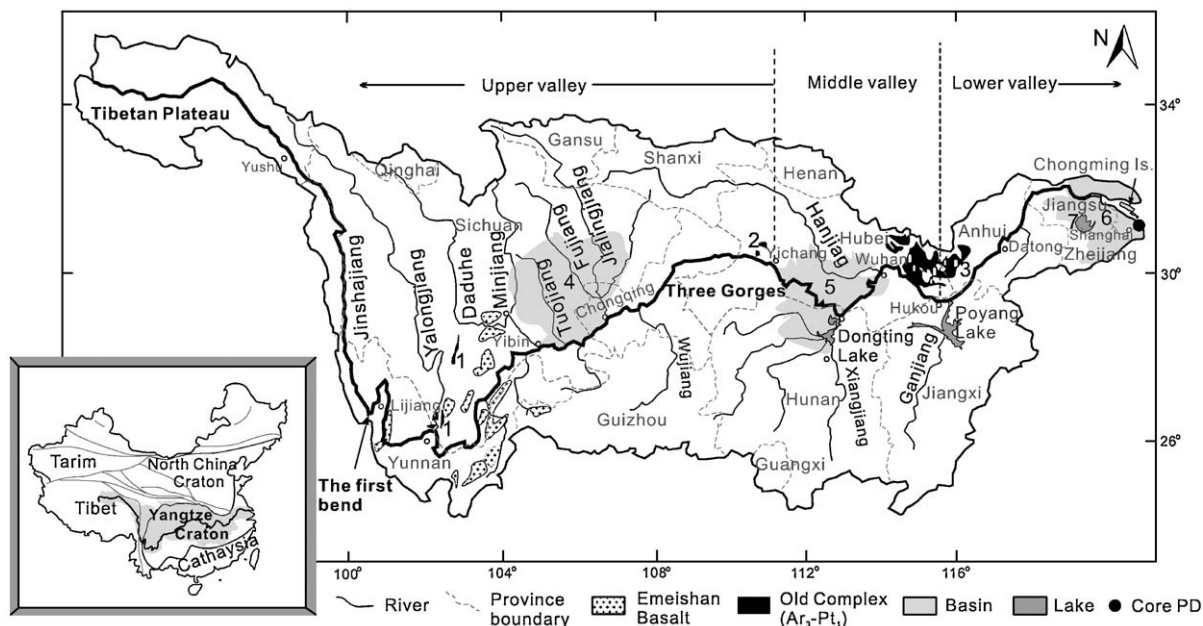 N
Upper valley
Middle valley
Lower valley
34°
30°
26°
Tibetan Plateau
Yushu
Qinghai
Gansu
Shanxi
Henan
Chongming Is.
Jiangsu
7
6
Shanghai
Zhejiang
Anhui
Datong
Sichuan
Jinshajiang
Yalongjiang
Daduhe
Minjiang
Tuojiang
Fujiang
Jialingjiang
4
Chongqing
Yibin
1
1
Three Gorges
2
Yichang
Hanjiag
Hubei
Wuhan
3
5
Hukou
Poyang
Lake
Dongting
Lake
Wujiang
Xiangjiang
Ganjiang
Jiangxi
Hunan
Guizhou
Guangxi
Lijiang
Yunnan
The first
bend
Tarim
North China
Craton
Tibet
Yangtze
Craton
Cathaysia
100°
104°
108°
112°
116°
River
Province
boundary
Emeishan
Basalt
Old Complex
(Ar₃-Pt₁)
Basin
Lake
Core PD